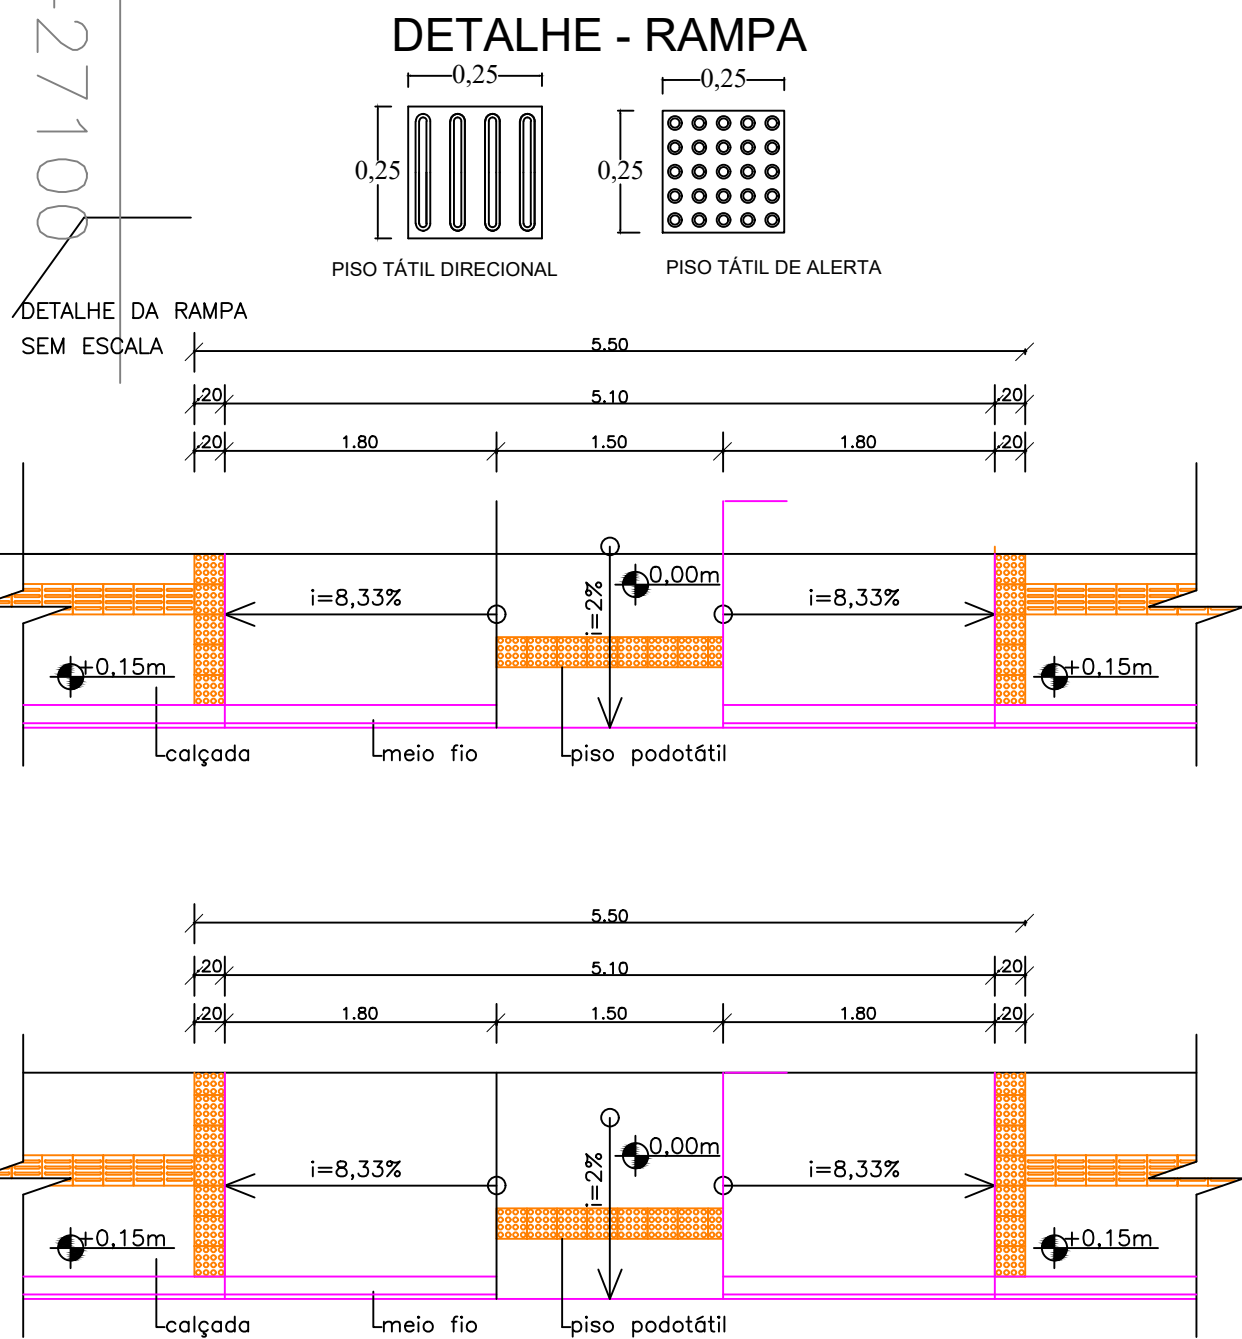 DETALHE - RAMPA
-27100
0,25
0,25
0,25
0,25
PISO TÁTIL DIRECIONAL
PISO TÁTIL DE ALERTA
DETALHE DA RAMPA
SEM ESCALA
5.50
.20
5.10
.20
.20
1.80
1.50
1.80
.20
0,00m
i=8,33%
i=2%
i=8,33%
+0,15m
+0,15m
calçada
meio fio
piso podotátil
5.50
.20
5.10
.20
.20
1.80
1.50
1.80
.20
0,00m
i=8,33%
i=2%
i=8,33%
+0,15m
+0,15m
calçada
meio fio
piso podotátil